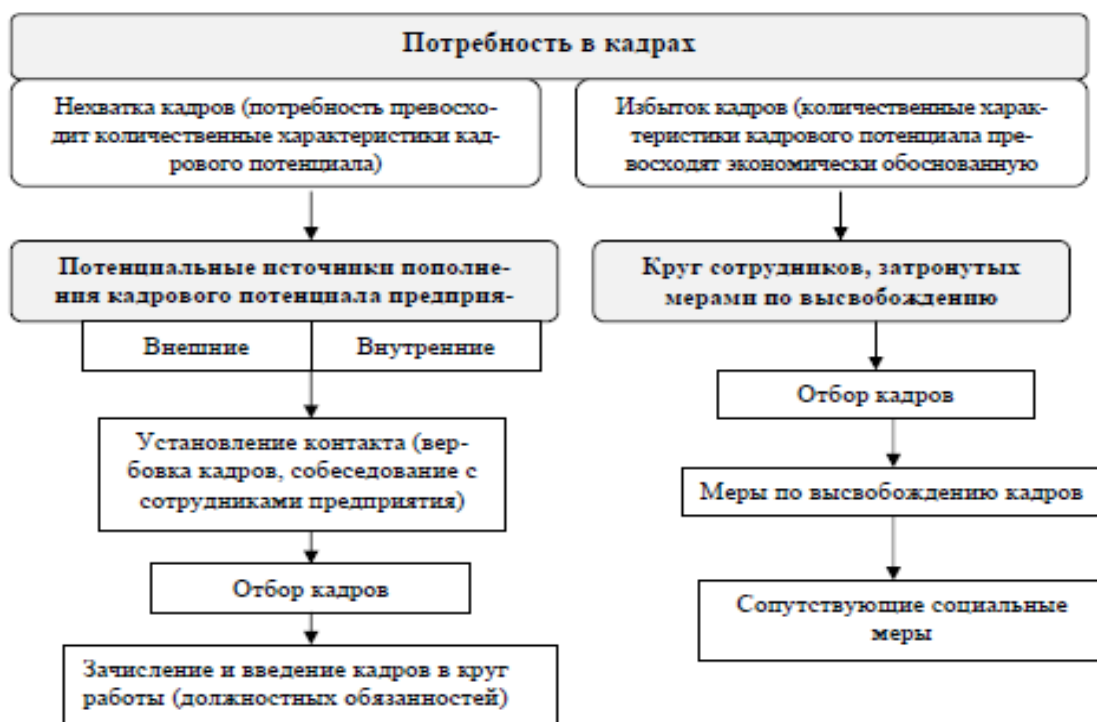 Потребность в кадрах
Нехватка кадров (потребность превосхо-
дит количественные характеристики кад-
рового потенциала)
Избыток кадров (количественные харак-
теристики кадрового потенциала пре-
восходят экономически обоснованную
Потенциальные источники пополне-
ния кадрового потенциала предприя-
Внешние
Внутренние
Установление контакта (вер-
бовка кадров, собеседование с
сотрудниками предприятия)
Отбор кадров
Зачисление и введение кадров в круг
работы (должностных обязанностей)
Круг сотрудников, затронутых
мерами по высвобождению
Отбор кадров
Меры по высвобождению кадров
Сопутствующие социальные
меры